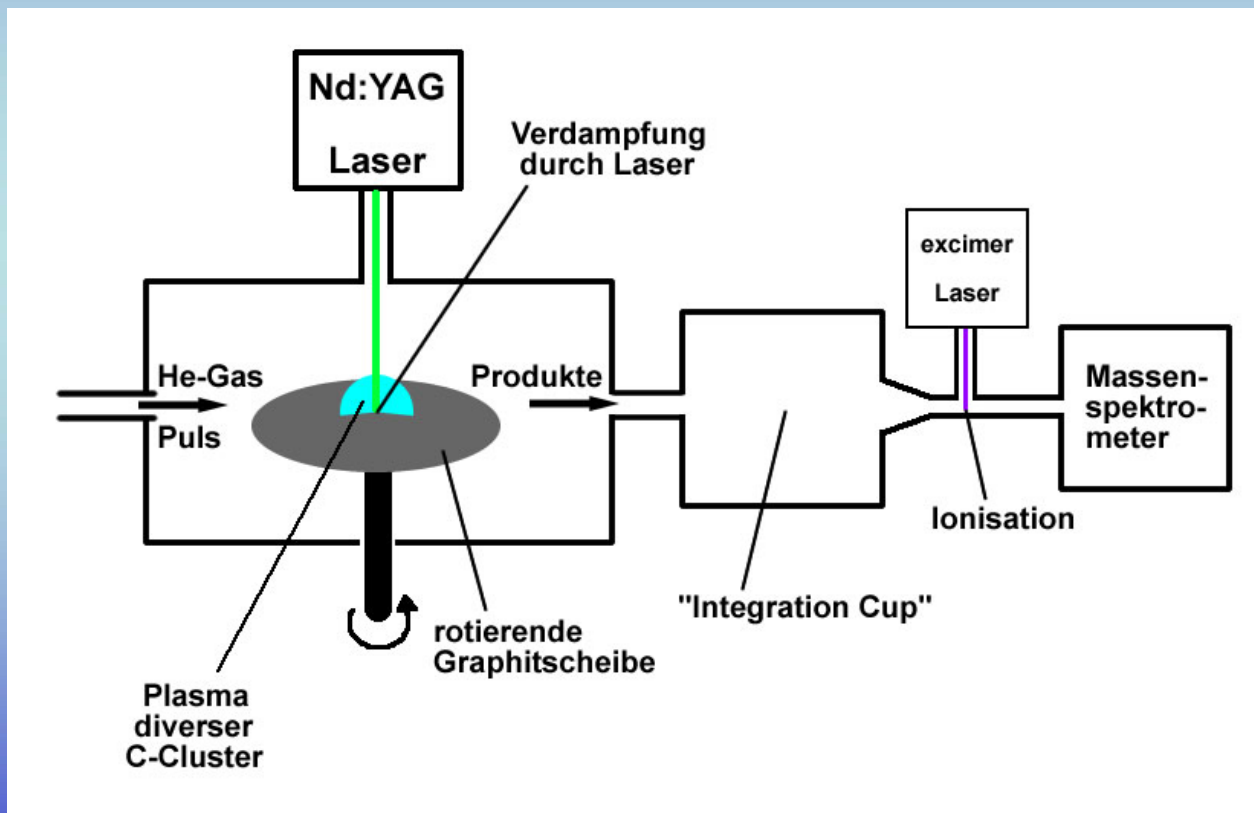 Nd:YAG
Laser
Verdampfung
durch Laser
excimer
Laser
He-Gas
Puls
Produkte
Massen-
spektro-
meter
Ionisation
"Integration Cup"
rotierende
Graphitscheibe
Plasma
diverser
C-Cluster